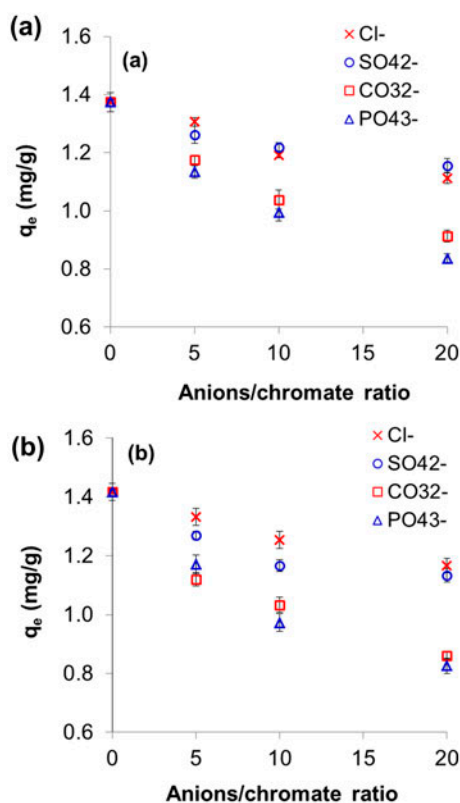 (a)
(a)
Cl-
SO42-
CO32-
PO43-
1.6
1.4
1.2
1.0
0.8
0.6
qe (mg/g)
0 5 10 15 20
Anions/chromate ratio
(b)
(b)
Cl-
SO42-
CO32-
PO43-
1.6
1.4
1.2
1.0
0.8
0.6
qe (mg/g)
0 5 10 15 20
Anions/chromate ratio